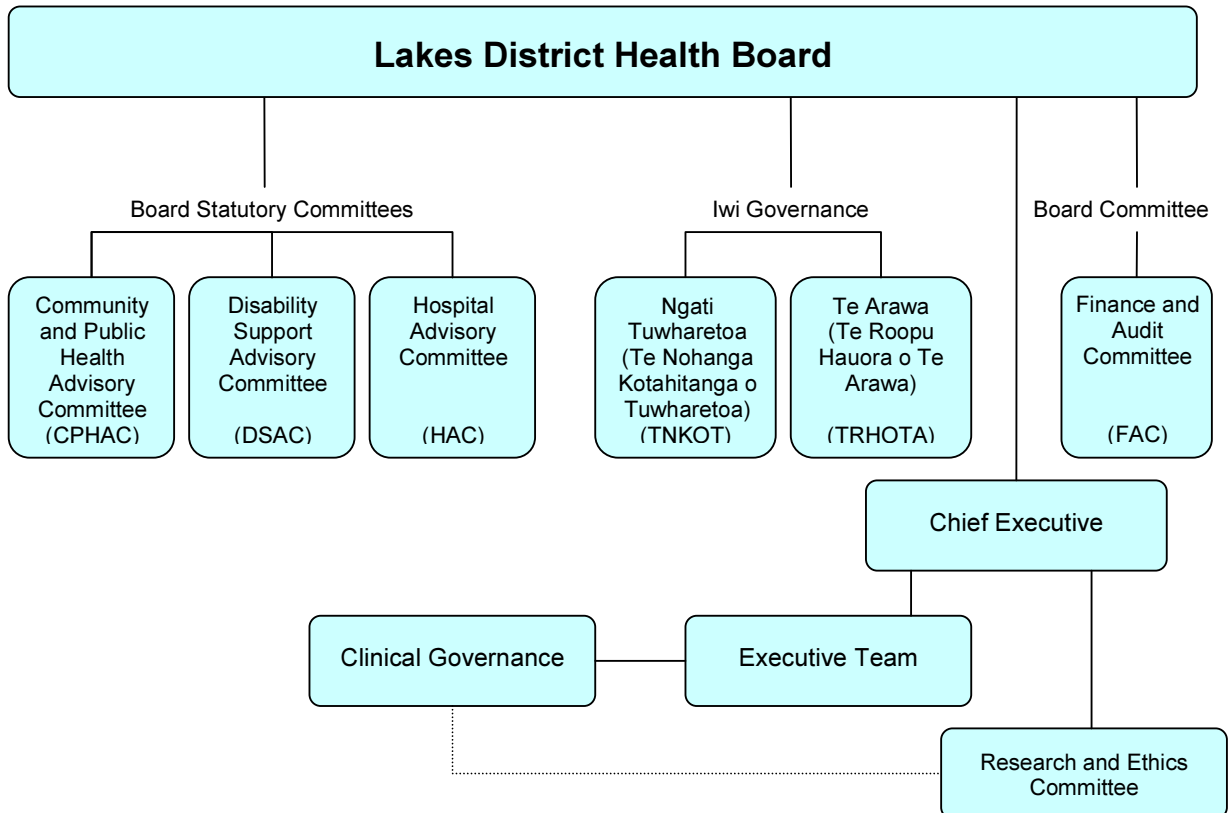 Lakes District Health Board
Board Statutory Committees
Iwi Governance
Board Committee
Community
and Public
Health
Advisory
Committee
(CPHAC)
Disability
Support
Advisory
Committee
(DSAC)
Hospital
Advisory
Committee
(HAC)
Ngati
Tuwharetoa
(Te Nohanga
Kotahitanga o
Tuwharetoa)
(TNKOT)
Te Arawa
(Te Roopu
Hauora o Te
Arawa)
(TRHOTA)
Finance and
Audit
Committee
(FAC)
Chief Executive
Clinical Governance
Executive Team
Research and Ethics
Committee